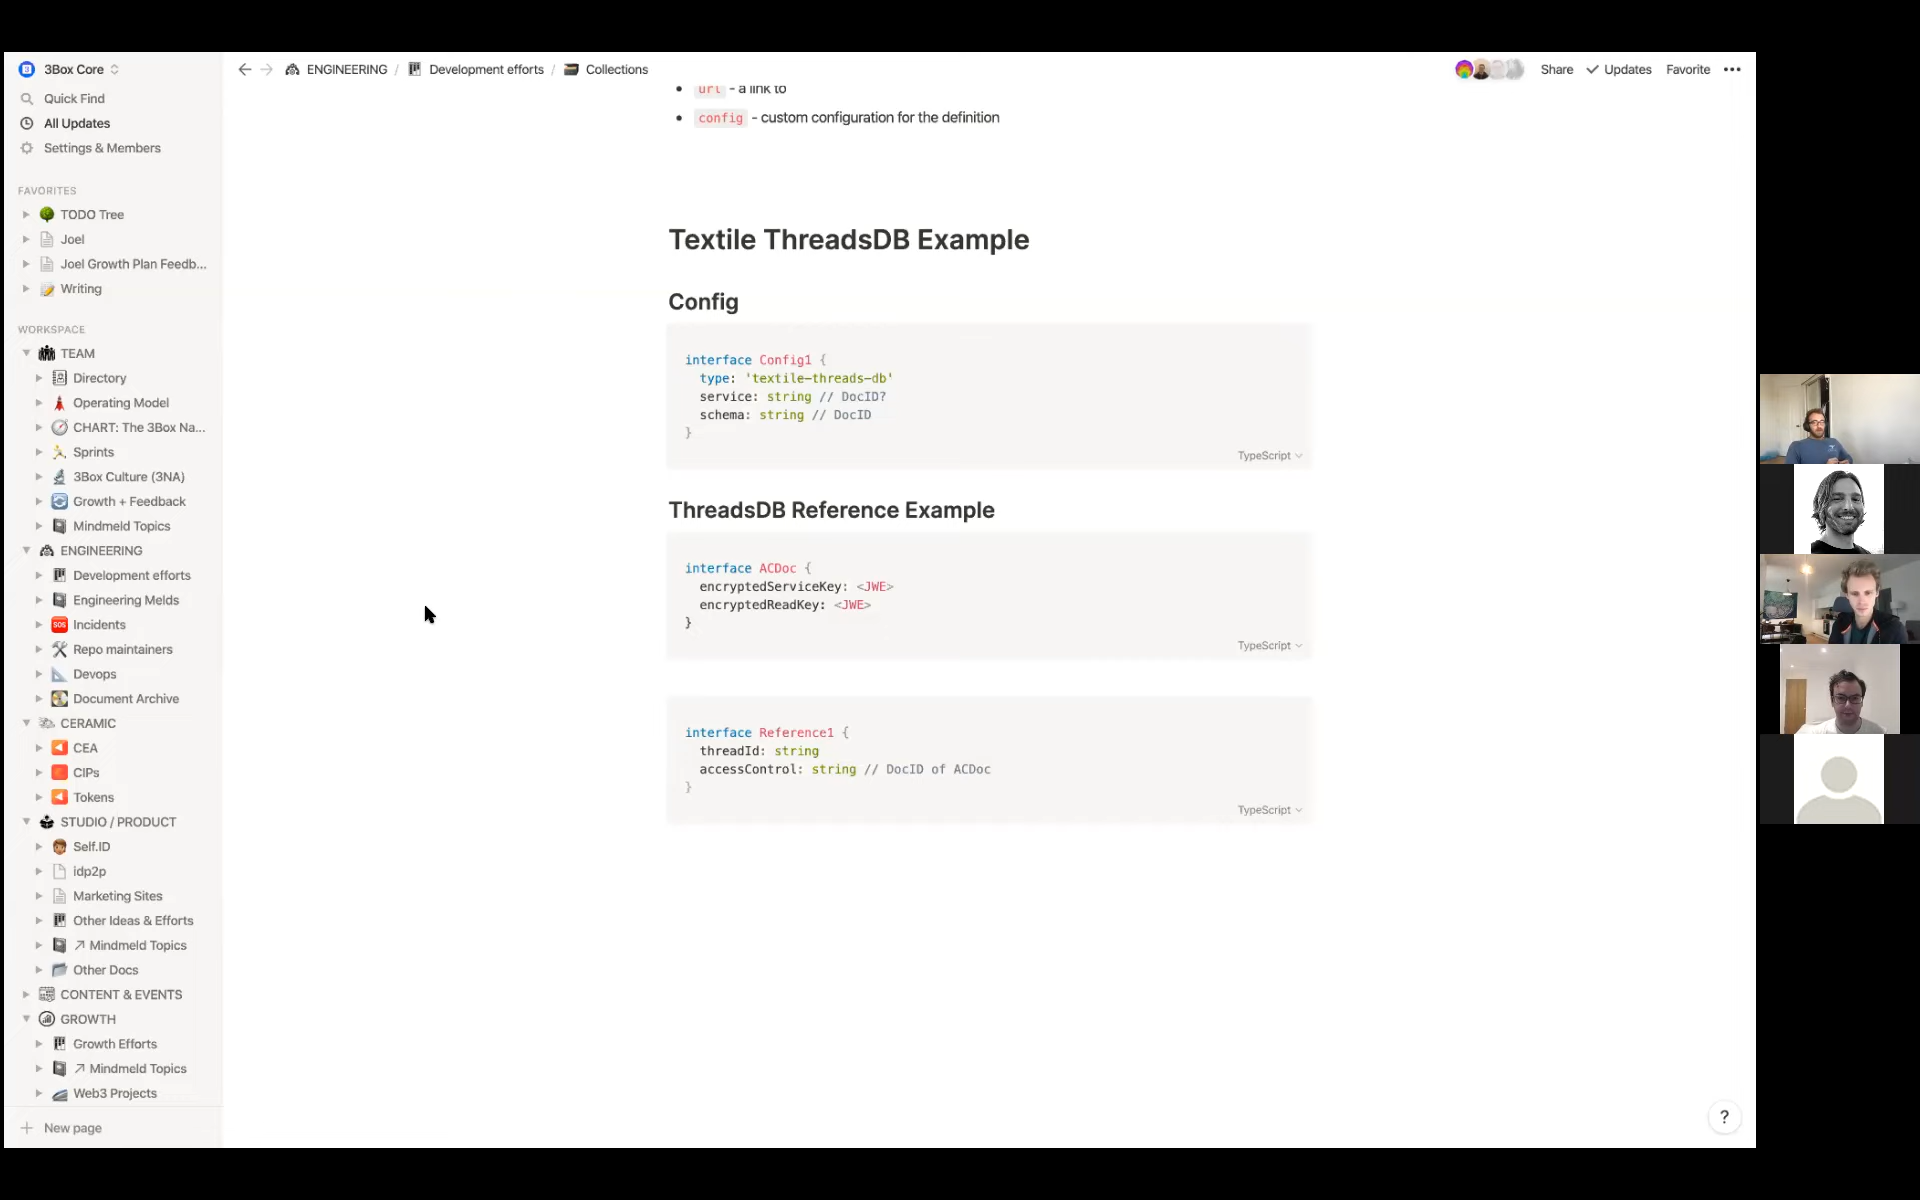 3Box Core
Quick Find
All Updates
Settings & Members
FAVORITES
TODO Tree
Joel
Joel Growth Plan Feedb...
Writing
WORKSPACE
TEAM
Directory
Operating Model
CHART: The 3Box Na...
Sprints
3Box Culture (3NA)
Growth + Feedback
Mindmeld Topics
ENGINEERING
Development efforts
Engineering Melds
Incidents
Repo maintainers
Devops
Document Archive
CERAMIC
CEA
CIPs
Tokens
STUDIO / PRODUCT
Self.ID
idp2p
Marketing Sites
Other Ideas & Efforts
↗ Mindmeld Topics
Other Docs
CONTENT & EVENTS
GROWTH
Growth Efforts
↗ Mindmeld Topics
Web3 Projects
+ New page
← → ENGINEERING / Development efforts / Collections
Share ✓ Updates Favorite •••
• url - a link to
• config - custom configuration for the definition
Textile ThreadsDB Example
Config
interface Config1 {
type: 'textile-threads-db'
service: string // DocID?
schema: string // DocID
}
TypeScript
ThreadsDB Reference Example
interface ACDoc {
encryptedServiceKey: <JWE>
encryptedReadKey: <JWE>
}
TypeScript
interface Reference1 {
threadId: string
accessControl: string // DocID of ACDoc
}
TypeScript
?